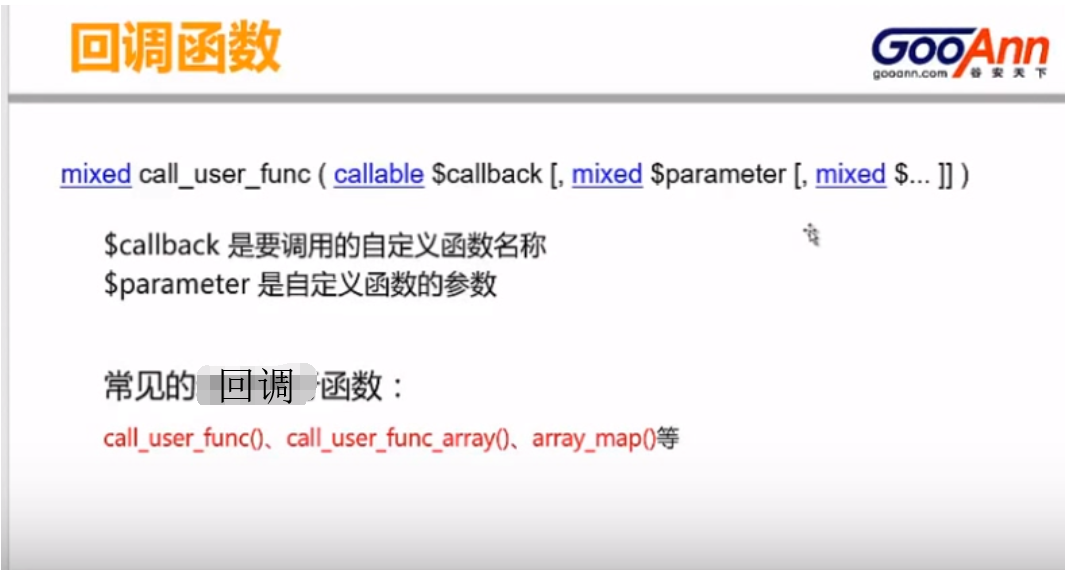 回调函数
GooAnn
gooann.com 谷安天下
mixed call_user_func ( callable $callback [, mixed $parameter [, mixed $... ]] )
$callback 是要调用的自定义函数名称
$parameter 是自定义函数的参数
常见的回调函数：
call_user_func()、call_user_func_array()、array_map()等